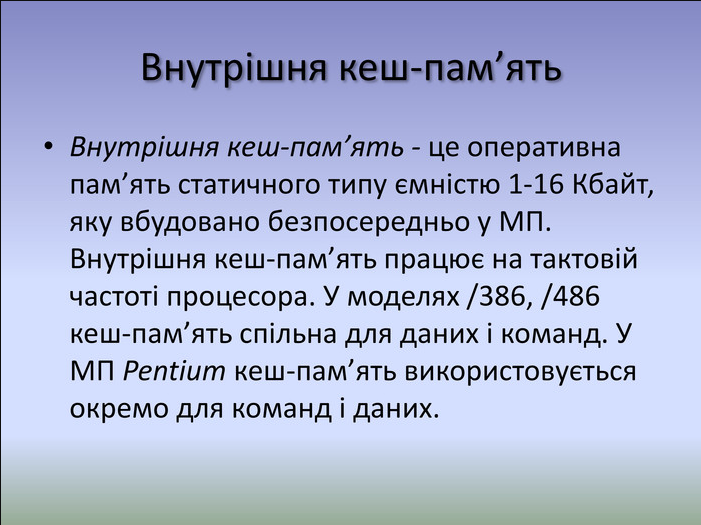 Внутрішня кеш-пам’ять
• Внутрішня кеш-пам’ять - це оперативна
пам’ять статичного типу ємністю 1-16 Кбайт,
яку вбудовано безпосередньо у МП.
Внутрішня кеш-пам’ять працює на тактовій
частоті процесора. У моделях /386, /486
кеш-пам’ять спільна для даних і команд. У
МП Pentium кеш-пам’ять використовується
окремо для команд і даних.